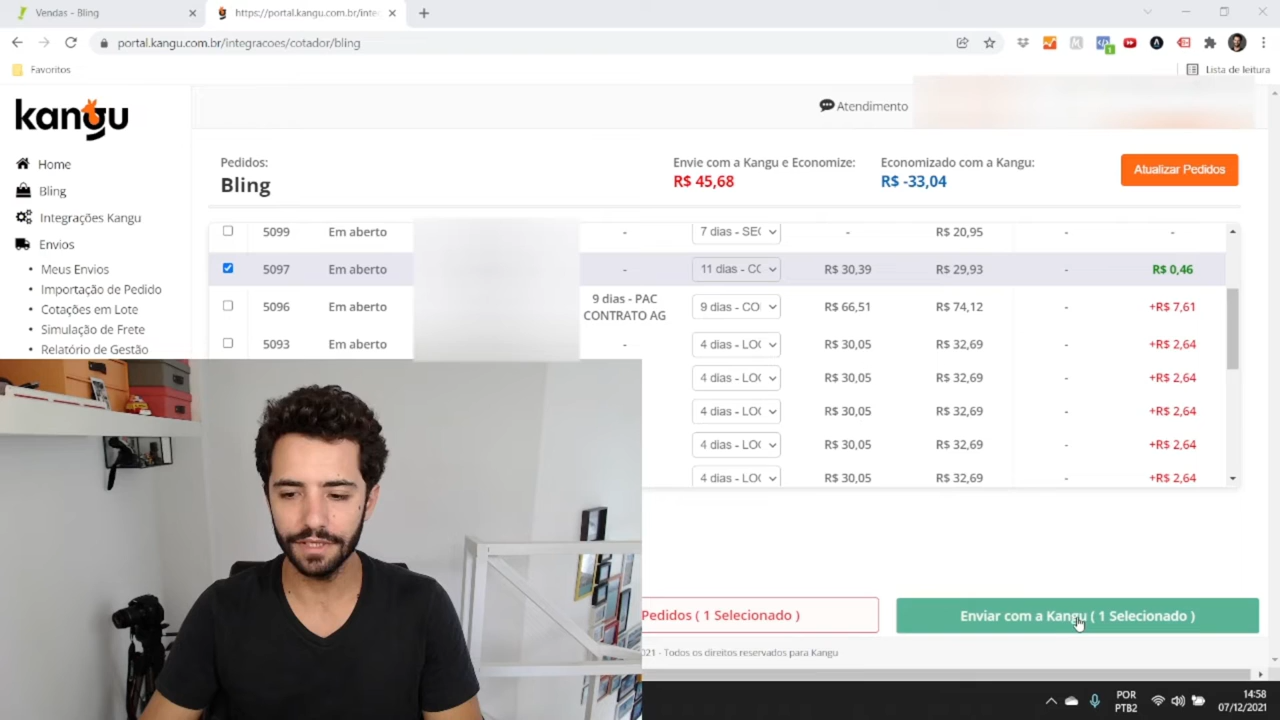 Vendas - Bling
https://portal.kangu.com.br/inte
portal.kangu.com.br/integracoes/cotador/bling
1
Favoritos
Lista de leitura
kangu
Atendimento
Home
Bling
Integrações Kangu
Envios
Meus Envios
Importação de Pedido
Cotações em Lote
Simulação de Frete
Relatório de Gestão
Pedidos:
Bling
Envie com a Kangu e Economize:
R$ 45,68
Economizado com a Kangu:
R$ -33,04
Atualizar Pedidos
5099 Em aberto - 7 dias - SEC - R$ 20,95 - -
5097 Em aberto - 11 dias - CC R$ 30,39 R$ 29,93 - R$ 0,46
5096 Em aberto 9 dias - PAC CONTRATO AG 9 dias - CO R$ 66,51 R$ 74,12 - +R$ 7,61
5093 Em aberto - 4 dias - LO R$ 30,05 R$ 32,69 - +R$ 2,64
4 dias - LO R$ 30,05 R$ 32,69 - +R$ 2,64
4 dias - LO R$ 30,05 R$ 32,69 - +R$ 2,64
4 dias - LO R$ 30,05 R$ 32,69 - +R$ 2,64
4 dias - LO R$ 30,05 R$ 32,69 - +R$ 2,64
Pedidos ( 1 Selecionado )
Enviar com a Kangu ( 1 Selecionado )
21 - Todos os direitos reservados para Kangu
POR
PTB2
14:58
07/12/2021